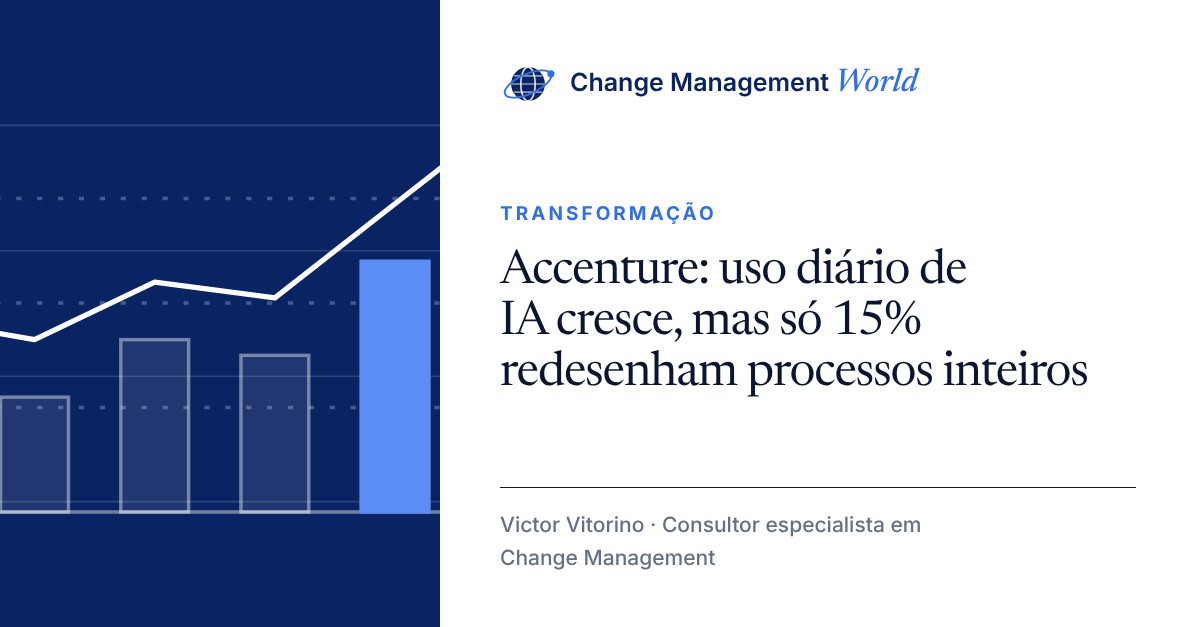 Change Management World
TRANSFORMAÇÃO
Accenture: uso diário de
IA cresce, mas só 15%
redesenham processos inteiros
Victor Vitorino · Consultor especialista em
Change Management